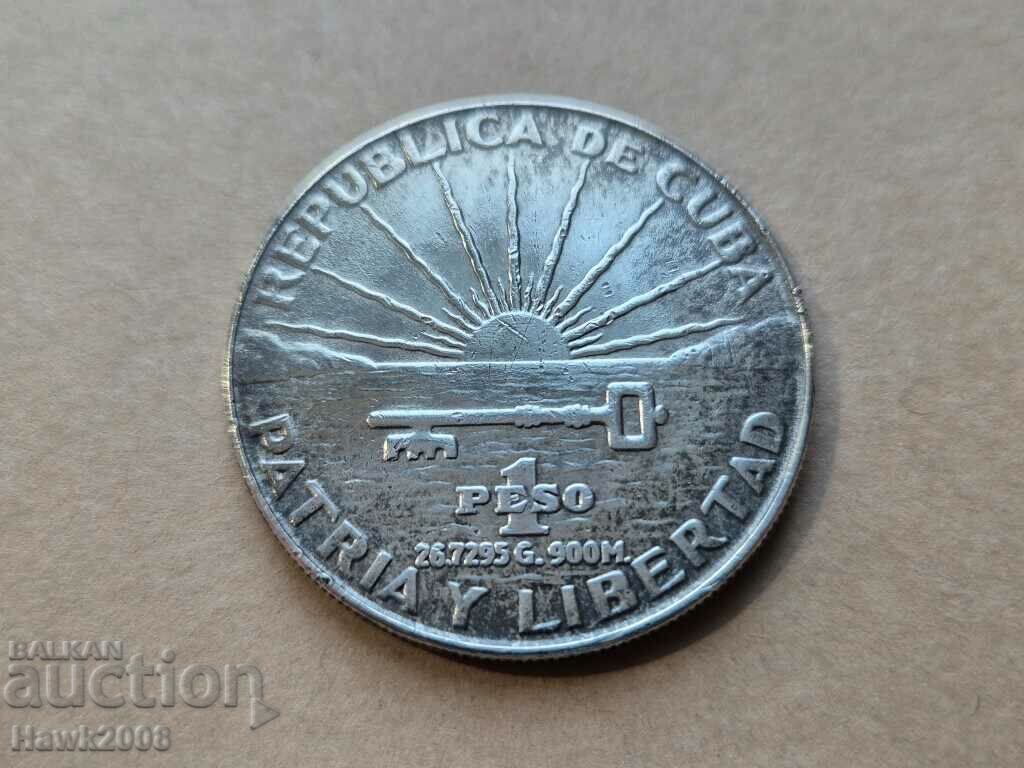 REPUBLICA DE CUBA
1
PESO
26.7295 G. 900 M.
PATRIA Y LIBERTAD
BALKAN
auction
Hawk2008